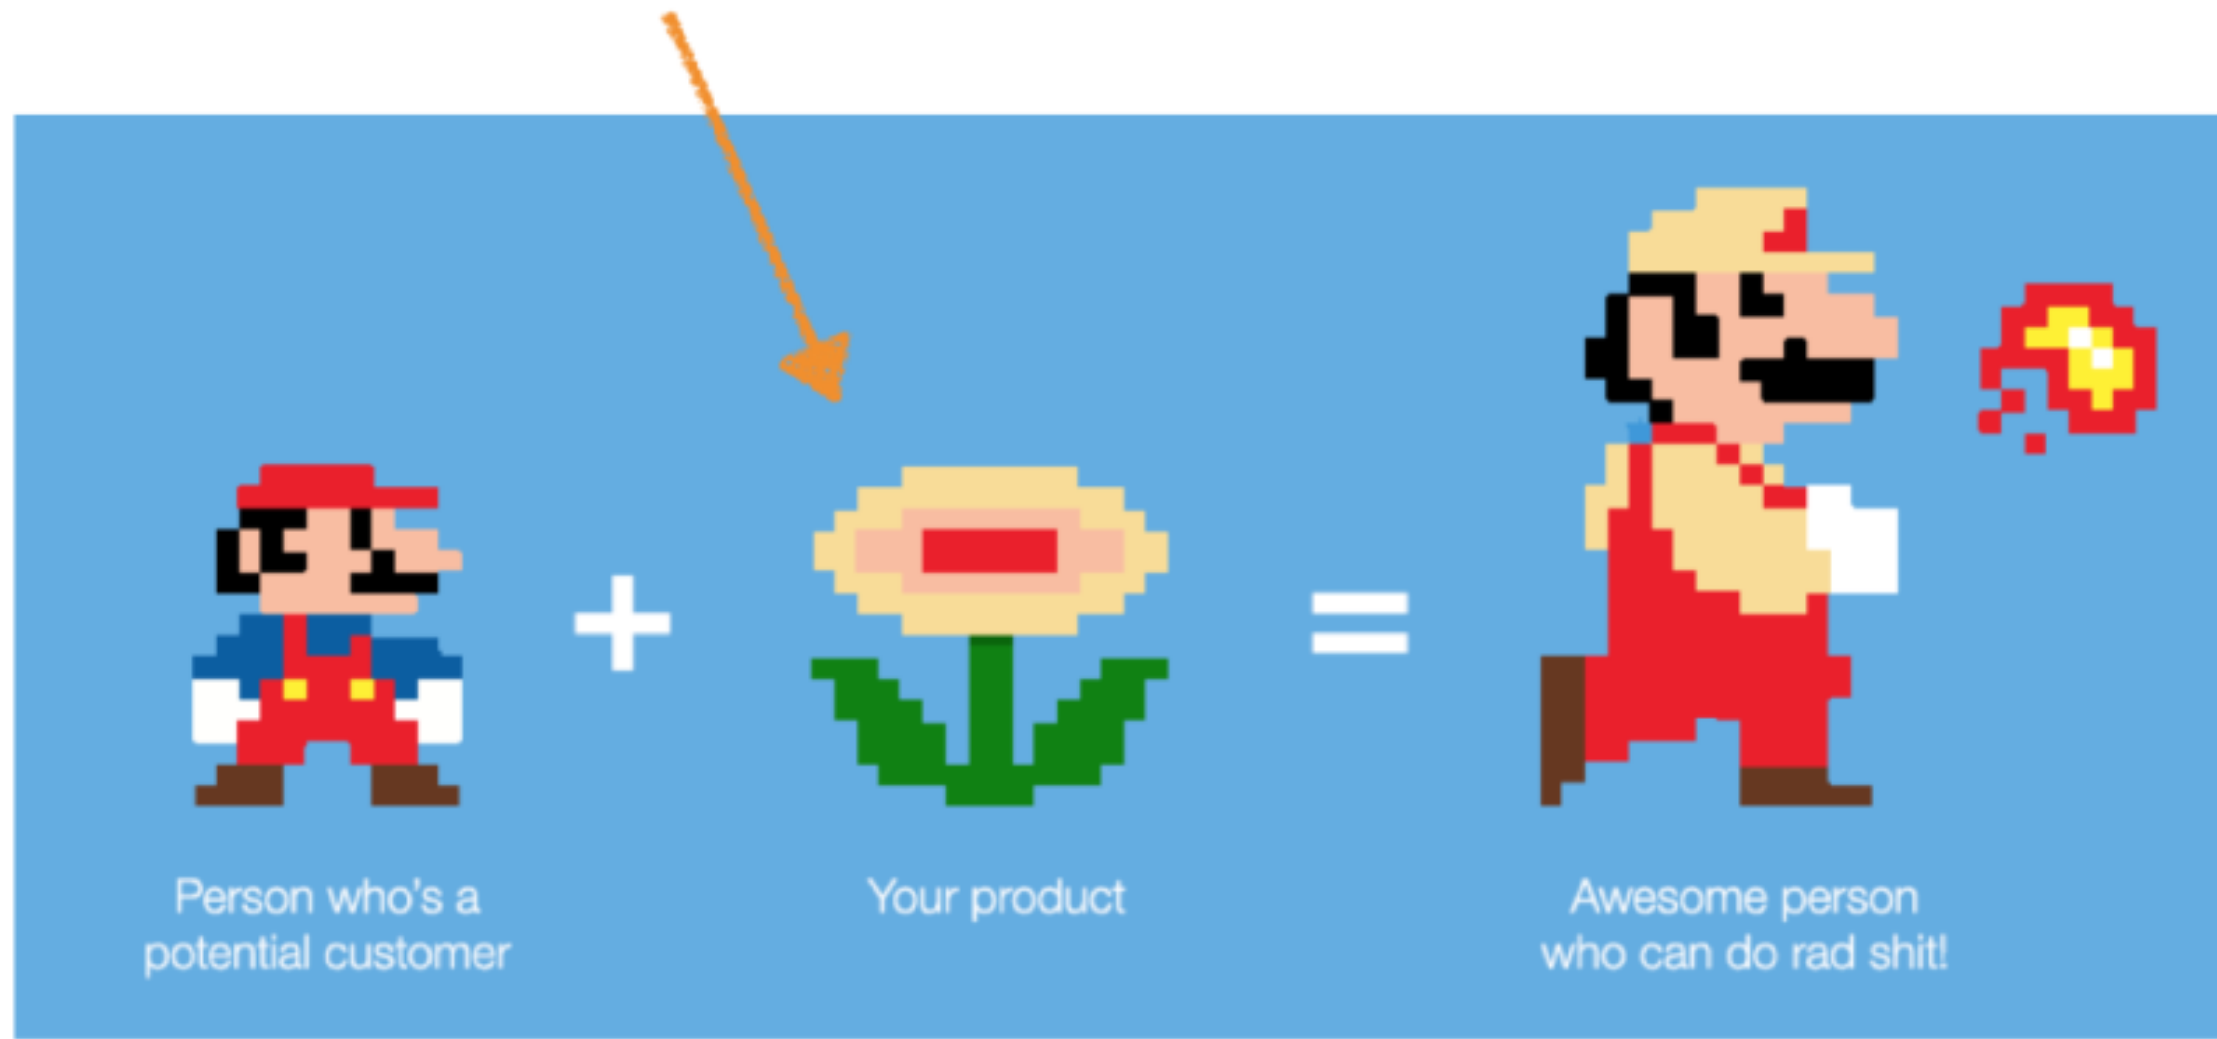 Person who's a
potential customer
+
Your product
=
Awesome person
who can do rad shit!